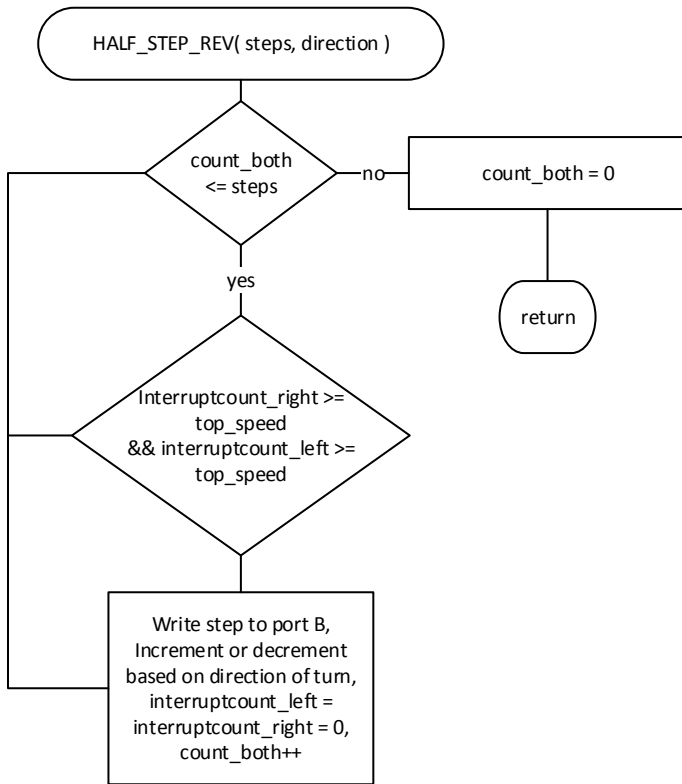 HALF_STEP_REV( steps, direction )
count_both
<= steps
no
count_both = 0
yes
return
Interruptcount_right >=
top_speed
&& interruptcount_left >=
top_speed
Write step to port B,
Increment or decrement
based on direction of turn,
interruptcount_left =
interruptcount_right = 0,
count_both++